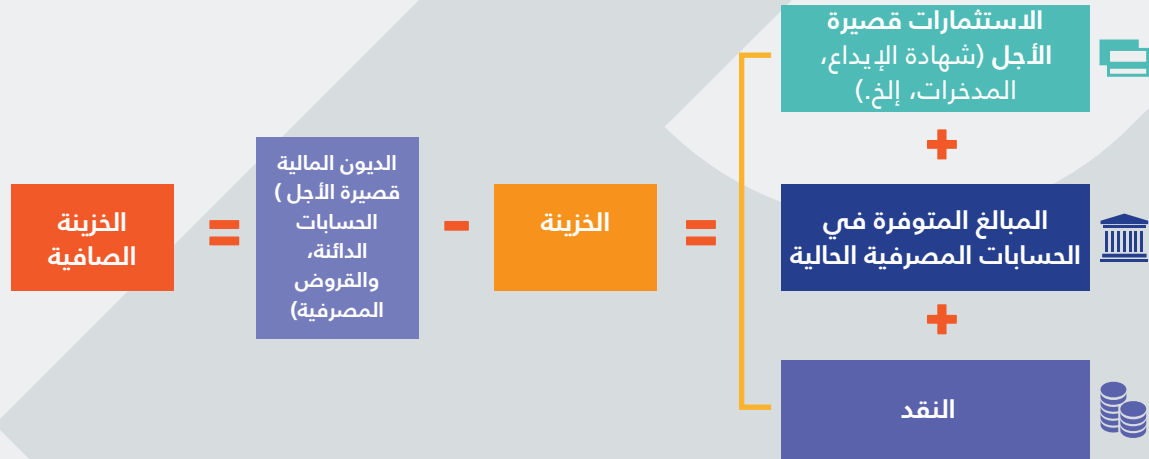 الاستثمارات قصيرة
الأجل (شهادة الإيداع،
المدخرات، إلخ.)
+
المبالغ المتوفرة في
الحسابات المصرفية الحالية
+
النقد
=
الخزينة
-
الديون المالية
قصيرة الأجل (
الحسابات
الدائنة،
والقروض
المصرفية)
=
الخزينة
الصافية